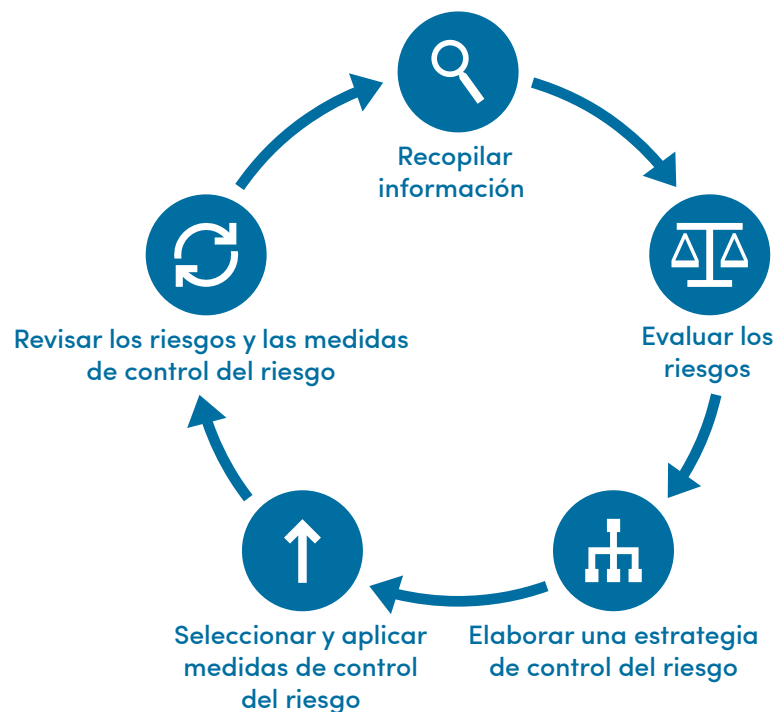 Recopilar
información
Evaluar los
riesgos
Elaborar una estrategia
de control del riesgo
Seleccionar y aplicar
medidas de control
del riesgo
Revisar los riesgos y las medidas
de control del riesgo